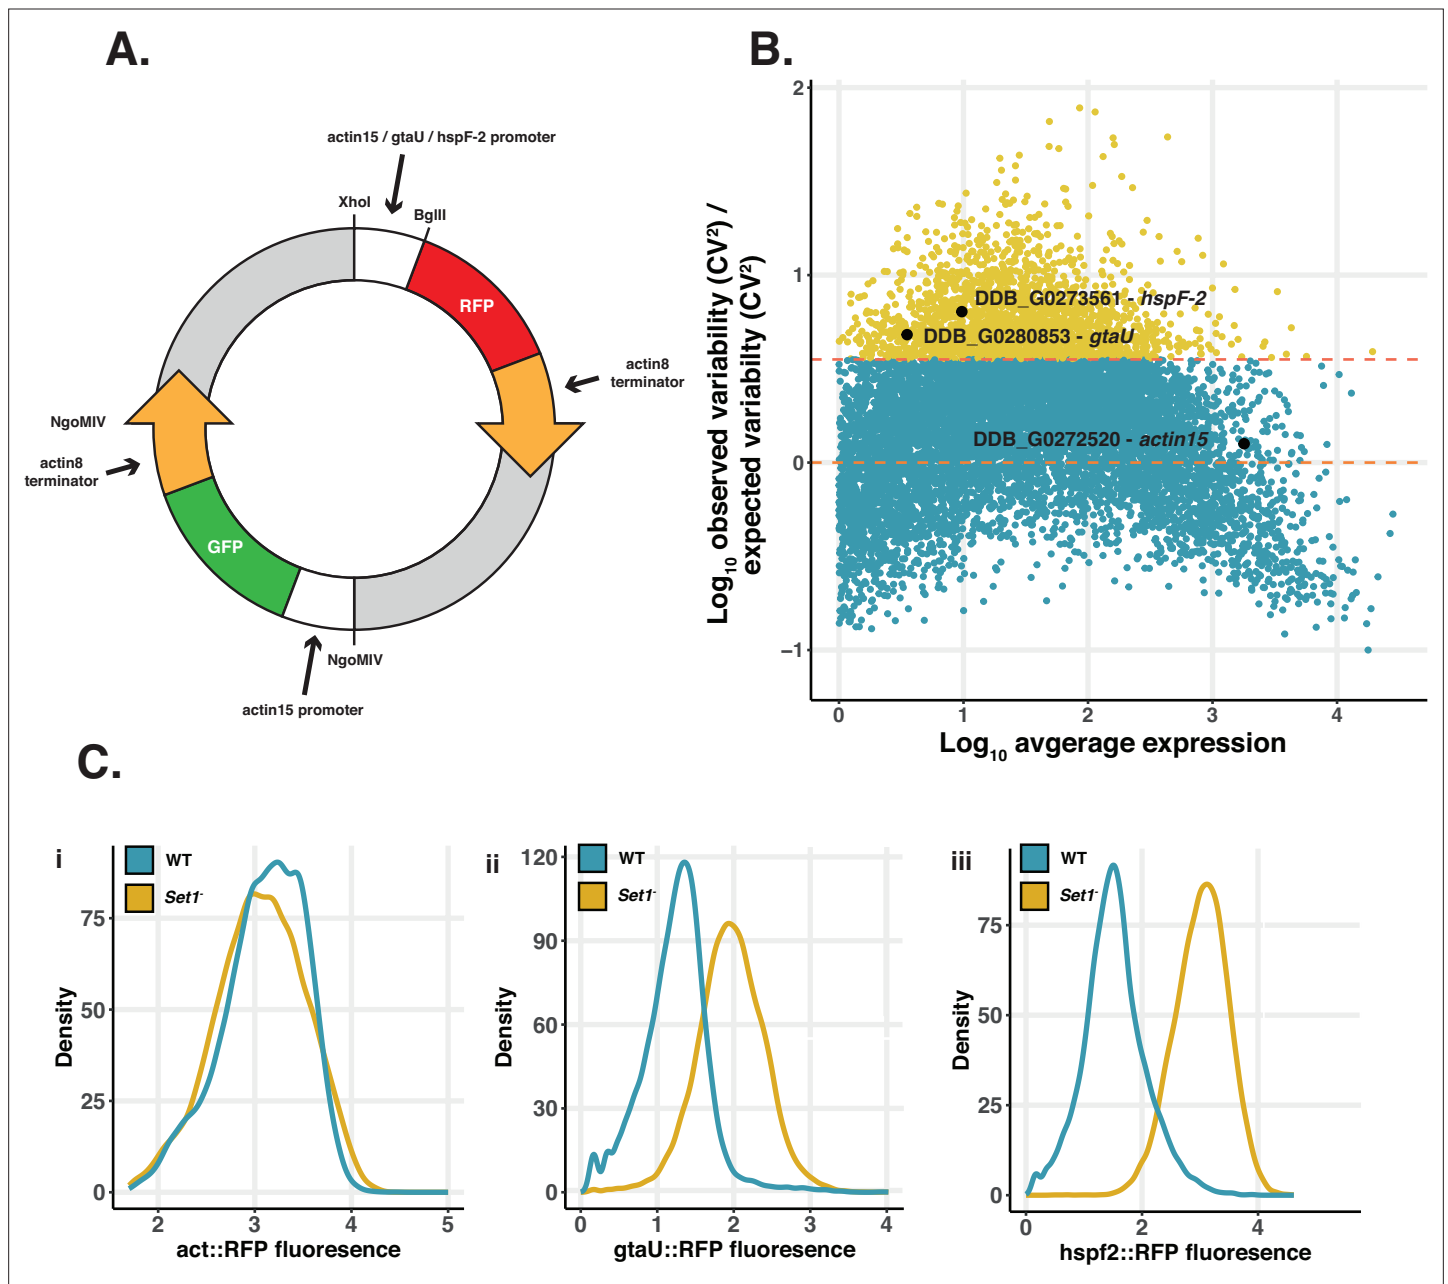 A.
actin15 / gtaU / hspF-2 promoter
XhoI
BglII
RFP
actin8
terminator
NgoMIV
actin8
terminator
GFP
NgoMIV
actin15 promoter
B.
Log10 observed variability (CV²) /
expected variabilty (CV²)
2
1
0
−1
DDB_G0273561 - hspF-2
DDB_G0280853 - gtaU
DDB_G0272520 - actin15
0 1 2 3 4
Log10 avgerage expression
C.
i
WT
Set1-
Density
75
50
25
0
2 3 4 5
act::RFP fluoresence
ii
WT
Set1-
Density
120
90
60
30
0
0 1 2 3 4
gtaU::RFP fluoresence
iii
WT
Set1-
Density
75
50
25
0
0 2 4
hspf2::RFP fluoresence